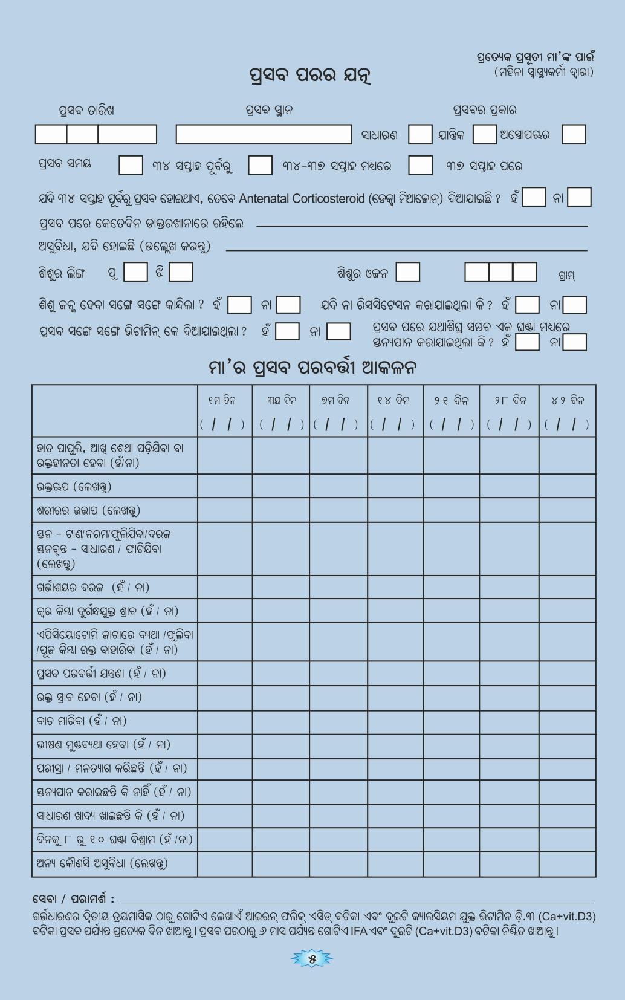 ପ୍ରତ୍ୟେକ ପ୍ରସୂତୀ ମା'ଙ୍କ ପାଇଁ
(ମହିଳା ସ୍ୱାସ୍ଥ୍ୟକର୍ମୀ ଦ୍ୱାରା)
ପ୍ରସବ ପରର ଯତ୍ନ
ପ୍ରସବ ତାରିଖ ପ୍ରସବ ସ୍ଥାନ ପ୍ରସବର ପ୍ରକାର
ସାଧାରଣ ଯାନ୍ତ୍ରିକ ଅସ୍ତ୍ରୋପଚାର
ପ୍ରସବ ସମୟ ୩୪ ସପ୍ତାହ ପୂର୍ବରୁ ୩୪-୩୭ ସପ୍ତାହ ମଧ୍ୟରେ ୩୭ ସପ୍ତାହ ପରେ
ଯଦି ୩୪ ସପ୍ତାହ ପୂର୍ବରୁ ପ୍ରସବ ହୋଇଥାଏ, ତେବେ Antenatal Corticosteroid (ଡେକ୍ସା ମିଥାଜୋନ୍) ଦିଆଯାଇଛି ? ହଁ ନା
ପ୍ରସବ ପରେ କେତେଦିନ ଡାକ୍ତରଖାନାରେ ରହିଲେ
ଅସୁବିଧା, ଯଦି ହୋଇଛି (ଉଲ୍ଲେଖ କରନ୍ତୁ)
ଶିଶୁର ଲିଙ୍ଗ ପୁ ଝି ଶିଶୁର ଓଜନ ଗ୍ରାମ୍
ଶିଶୁ ଜନ୍ମ ହେବା ସଙ୍ଗେ ସଙ୍ଗେ କାନ୍ଦିଲା ? ହଁ ନା ଯଦି ନା ରିସସିଟେସନ କରାଯାଇଥିଲା କି ? ହଁ ନା
ପ୍ରସବ ସଙ୍ଗେ ସଙ୍ଗେ ଭିଟାମିନ୍ କେ ଦିଆଯାଇଥିଲା ? ହଁ ନା ପ୍ରସବ ପରେ ଯଥାଶିଘ୍ର ସମ୍ଭବ ଏକ ଘଣ୍ଟା ମଧ୍ୟରେ
ସ୍ତନ୍ୟପାନ କରାଯାଇଥିଲା କି ? ହଁ ନା
ମା'ର ପ୍ରସବ ପରବର୍ତ୍ତୀ ଆକଳନ
୧ମ ଦିନ ୩ୟ ଦିନ ୭ମ ଦିନ ୧୪ ଦିନ ୨୧ ଦିନ ୨୮ ଦିନ ୪୨ ଦିନ
( / / ) ( / / ) ( / / ) ( / / ) ( / / ) ( / / ) ( / / )
ହାତ ପାପୁଲି, ଆଖି ଶେଥା ପଡ଼ିଯିବା ବା
ରକ୍ତହୀନତା ହେବା (ହଁ/ନା)
ରକ୍ତଚାପ (ଲେଖନ୍ତୁ)
ଶରୀରର ଉତ୍ତାପ (ଲେଖନ୍ତୁ)
ସ୍ତନ - ଟାଣ/ନରମ/ଫୁଲିଯିବା/ଦରଜ
ସ୍ତନବୃନ୍ତ - ସାଧାରଣ / ଫାଟିଯିବା
(ଲେଖନ୍ତୁ)
ଗର୍ଭାଶୟର ଦରଜ (ହଁ / ନା)
ଜ୍ୱର କିମ୍ବା ଦୁର୍ଗନ୍ଧଯୁକ୍ତ ଶ୍ରାବ (ହଁ / ନା)
ଏପିସିୟୋଟୋମି ଜାଗାରେ ବ୍ୟଥା /ଫୁଲିବା
/ପୂଜ କିମ୍ବା ରକ୍ତ ବାହାରିବା (ହଁ / ନା)
ପ୍ରସବ ପରବର୍ତ୍ତୀ ଯନ୍ତ୍ରଣା (ହଁ / ନା)
ରକ୍ତ ସ୍ରାବ ହେବା (ହଁ / ନା)
ବାତ ମାରିବା (ହଁ / ନା)
ଭୀଷଣ ମୁଣ୍ଡବ୍ୟଥା ହେବା (ହଁ / ନା)
ପରୀସ୍ରା / ମଳତ୍ୟାଗ କରିଛନ୍ତି (ହଁ / ନା)
ସ୍ତନ୍ୟପାନ କରାଇଛନ୍ତି କି ନାହିଁ (ହଁ / ନା)
ସାଧାରଣ ଖାଦ୍ୟ ଖାଇଛନ୍ତି କି (ହଁ / ନା)
ଦିନକୁ ୮ ରୁ ୧୦ ଘଣ୍ଟା ବିଶ୍ରାମ (ହଁ /ନା)
ଅନ୍ୟ କୌଣସି ଅସୁବିଧା (ଲେଖନ୍ତୁ)
ସେବା / ପରାମର୍ଶ :
ଗର୍ଭଧାରଣର ଦ୍ୱିତୀୟ ତ୍ରୟମାସିକ ଠାରୁ ଗୋଟିଏ ଲେଖାଏଁ ଆଇରନ୍ ଫଲିକ୍ ଏସିଡ୍ ବଟିକା ଏବଂ ଦୁଇଟି କ୍ୟାଲସିୟମ ଯୁକ୍ତ ଭିଟାମିନ ଡ଼ି.୩ (Ca+vit.D3)
ବଟିକା ପ୍ରସବ ପର୍ଯ୍ୟନ୍ତ ପ୍ରତ୍ୟେକ ଦିନ ଖାଆନ୍ତୁ । ପ୍ରସବ ପରଠାରୁ ୬ ମାସ ପର୍ଯ୍ୟନ୍ତ ଗୋଟିଏ IFA ଏବଂ ଦୁଇଟି (Ca+vit.D3) ବଟିକା ନିଶ୍ଚିତ ଖାଆନ୍ତୁ ।
୫